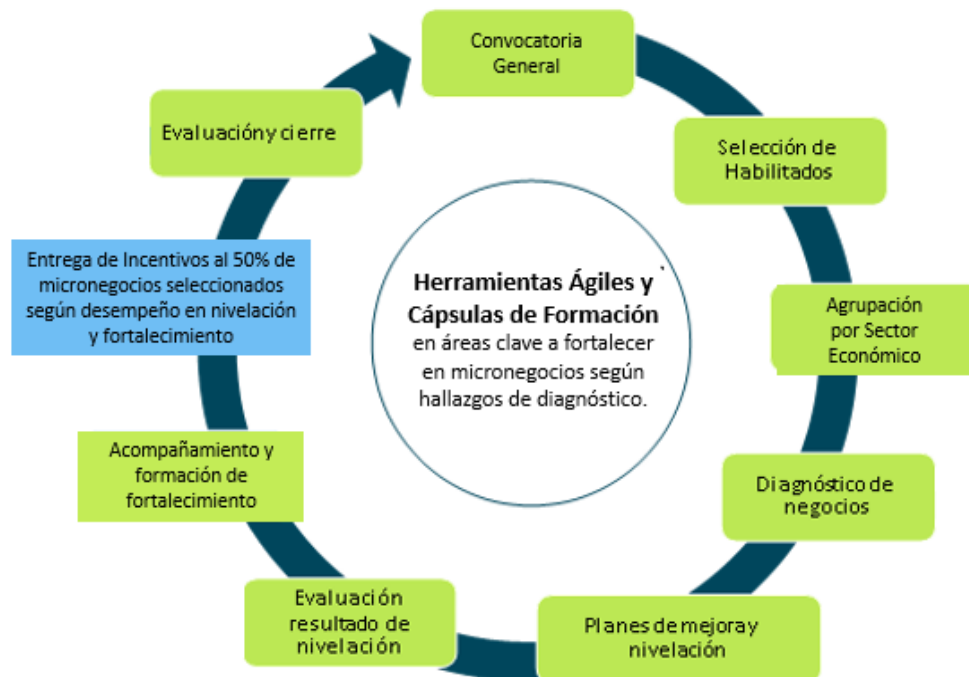 Convocatoria
General
Selección de
Habilitados
Agrupación
por Sector
Económico
Diagnóstico de
negocios
Planes de mejora y
nivelación
Evaluación
resultado de
nivelación
Acompañamiento y
formación de
fortalecimiento
Entrega de Incentivos al 50% de
micronegocios seleccionados
según desempeño en nivelación
y fortalecimiento
Evaluación y cierre
Herramientas Ágiles y
Cápsulas de Formación
en áreas clave a fortalecer
en micronegocios según
hallazgos de diagnóstico.